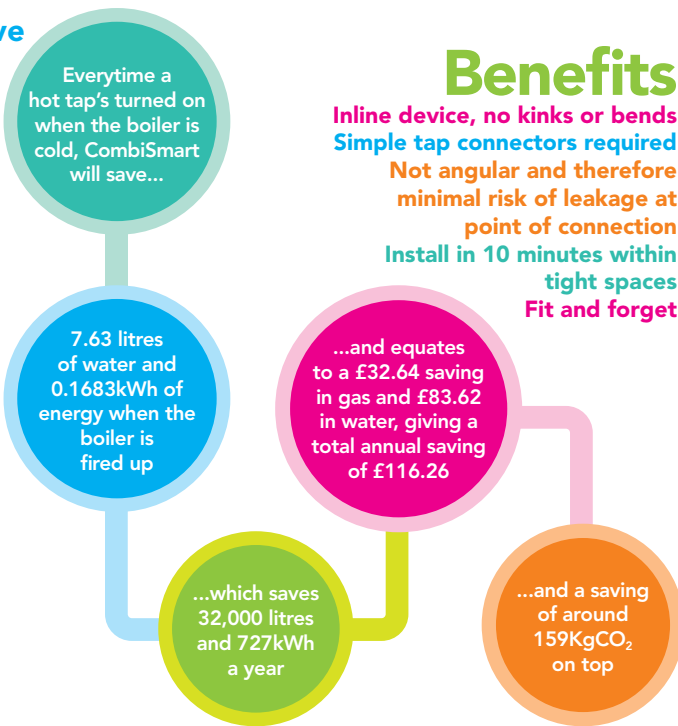 Everytime a
hot tap's turned on
when the boiler is
cold, CombiSmart
will save...
7.63 litres
of water and
0.1683kWh of
energy when the
boiler is
fired up
...which saves
32,000 litres
and 727kWh
a year
...and equates
to a £32.64 saving
in gas and £83.62
in water, giving a
total annual saving
of £116.26
...and a saving
of around
159KgCO₂
on top
Benefits
Inline device, no kinks or bends
Simple tap connectors required
Not angular and therefore
minimal risk of leakage at
point of connection
Install in 10 minutes within
tight spaces
Fit and forget